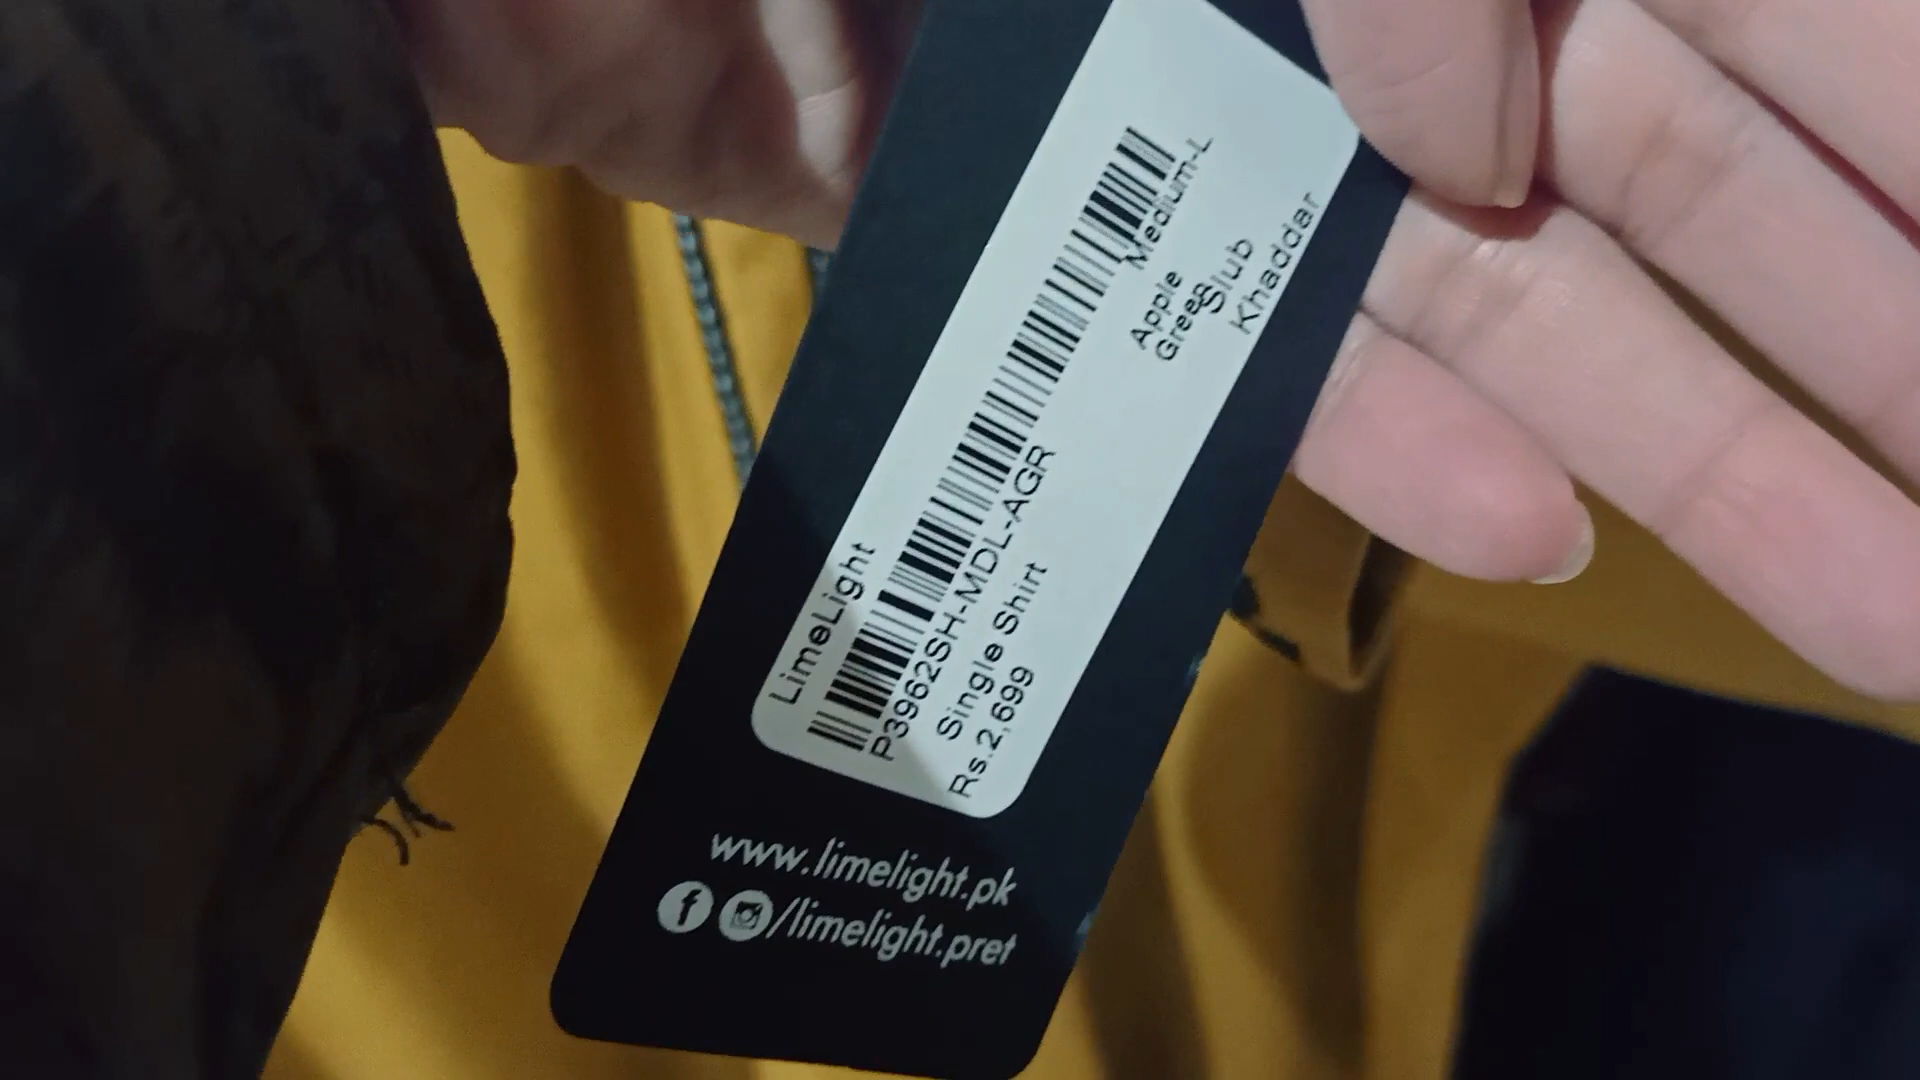 LimeLight
P3962SH-MDL-AGR
Medium-L
Single Shirt
Apple
Green
Rs.2,699
Slub
Khaddar
www.limelight.pk
/limelight.pret